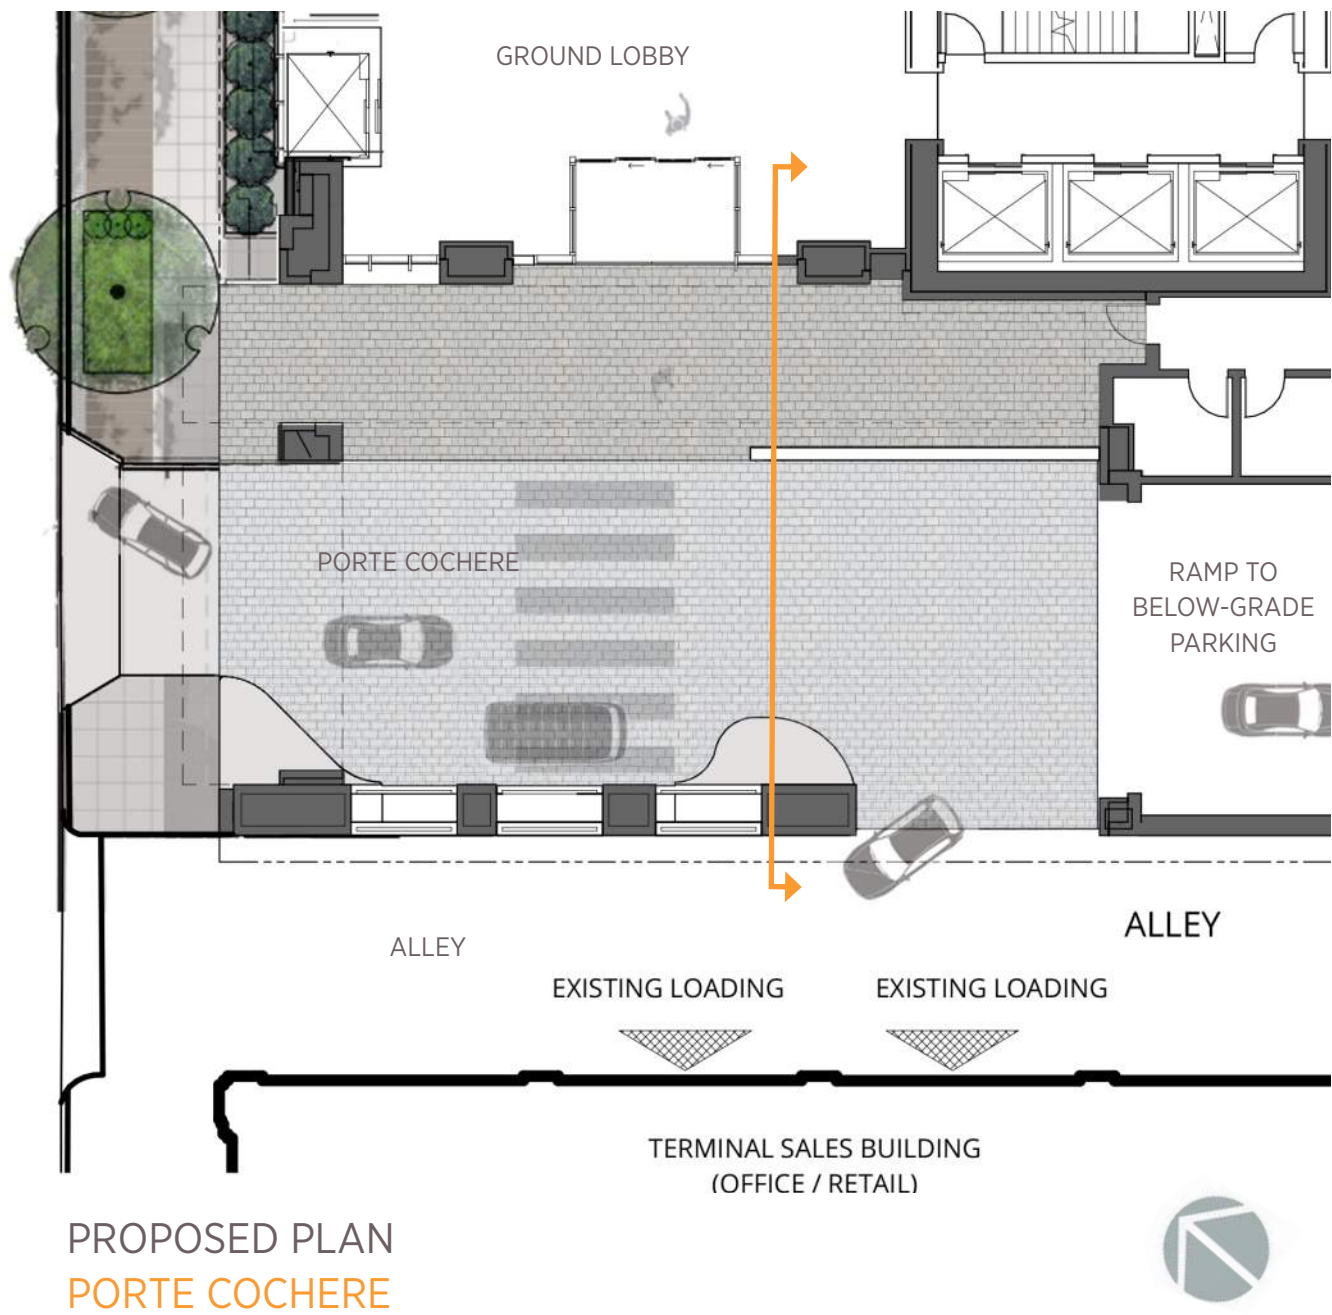 GROUND LOBBY
PORTE COCHERE
RAMP TO
BELOW-GRADE
PARKING
ALLEY
ALLEY
EXISTING LOADING
EXISTING LOADING
TERMINAL SALES BUILDING
(OFFICE / RETAIL)
PROPOSED PLAN
PORTE COCHERE